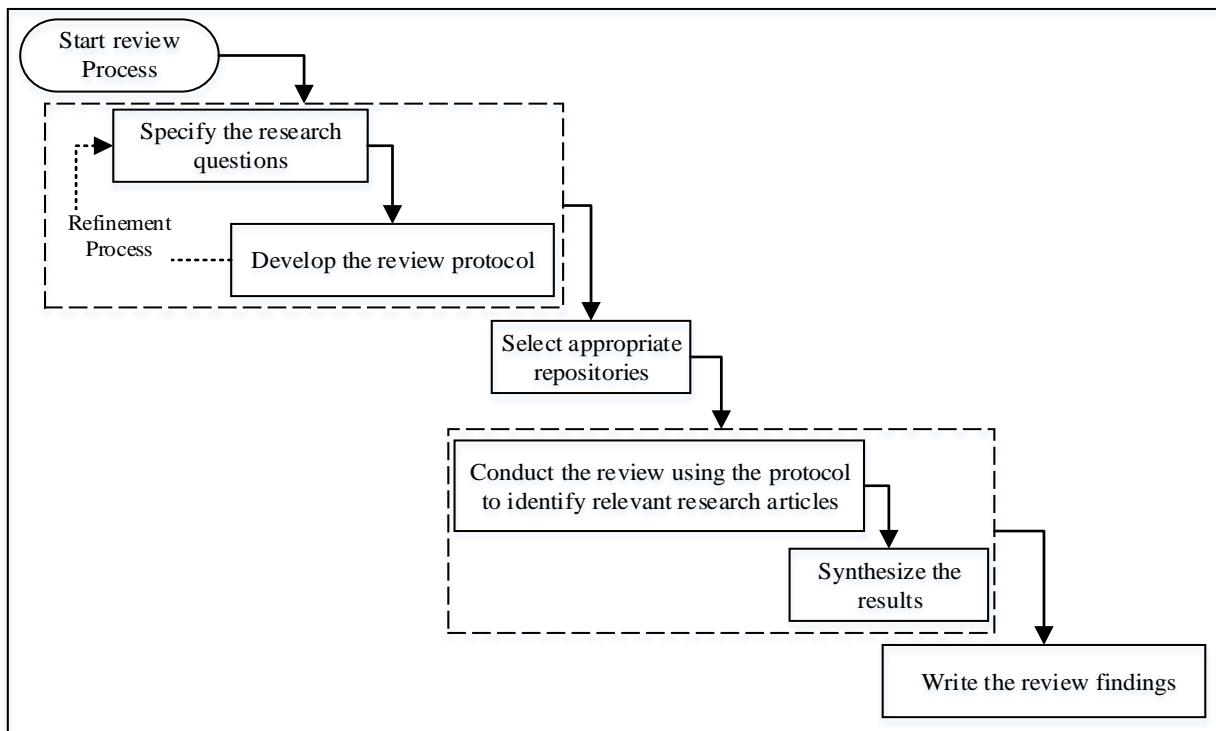 Start review
Process
Specify the research
questions
Refinement
Process
Develop the review protocol
Select appropriate
repositories
Conduct the review using the protocol
to identify relevant research articles
Synthesize the
results
Write the review findings